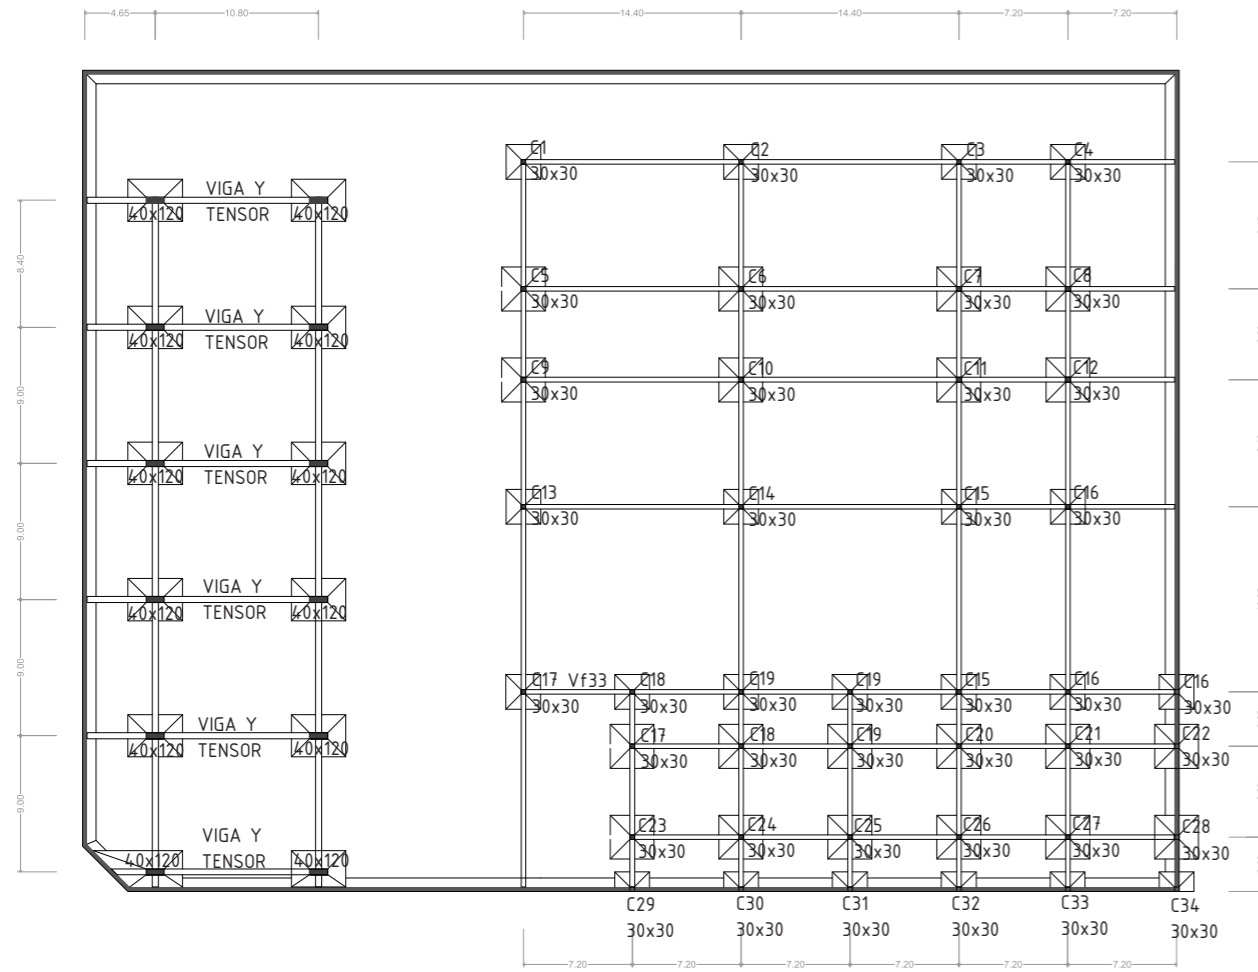 4.65
10.80
14.40
14.40
7.20
7.20
C1
30x30
C2
30x30
C3
30x30
C4
30x30
VIGA Y
TENSOR
40x120
40x120
8.40
C5
30x30
C6
30x30
C7
30x30
C8
30x30
VIGA Y
TENSOR
40x120
40x120
9.00
C9
30x30
C10
30x30
C11
30x30
C12
30x30
VIGA Y
TENSOR
40x120
40x120
9.00
C13
30x30
C14
30x30
C15
30x30
C16
30x30
VIGA Y
TENSOR
40x120
40x120
9.00
C17 Vf33
30x30
C18
30x30
C19
30x30
C19
30x30
C15
30x30
C16
30x30
C16
30x30
VIGA Y
TENSOR
40x120
40x120
9.00
C17
30x30
C18
30x30
C19
30x30
C20
30x30
C21
30x30
C22
30x30
C23
30x30
C24
30x30
C25
30x30
C26
30x30
C27
30x30
C28
30x30
VIGA Y
TENSOR
40x120
40x120
C29
30x30
C30
30x30
C31
30x30
C32
30x30
C33
30x30
C34
30x30
7.20
7.20
7.20
7.20
7.20
7.20